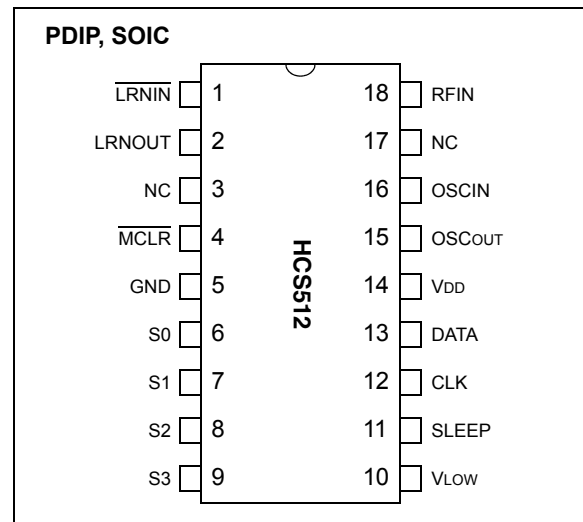 PDIP, SOIC
LRNIN 1 18 RFIN
LRNOUT 2 17 NC
NC 3 16 OSCIN
MCLR 4 15 OSCOUT
GND 5 14 VDD
S0 6 13 DATA
S1 7 12 CLK
S2 8 11 SLEEP
S3 9 10 VLOW
HCS512